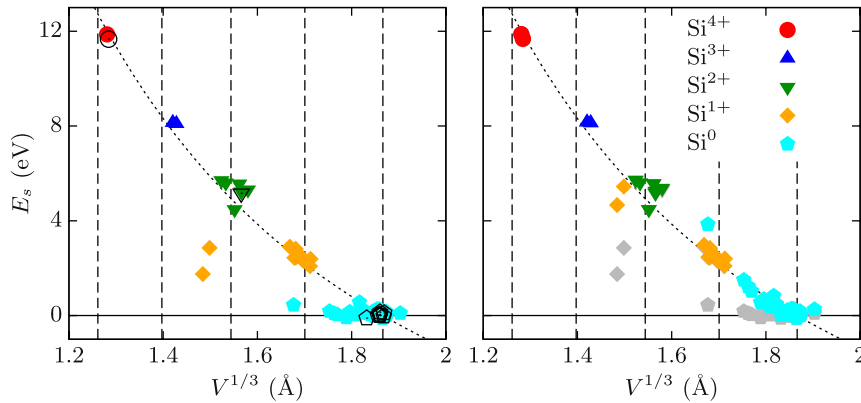 12
8
4
0
E_s (eV)
1.2 1.4 1.6 1.8 2
V^{1/3} (Å)
Si^{4+}
Si^{3+}
Si^{2+}
Si^{1+}
Si^{0}
1.2 1.4 1.6 1.8 2
V^{1/3} (Å)